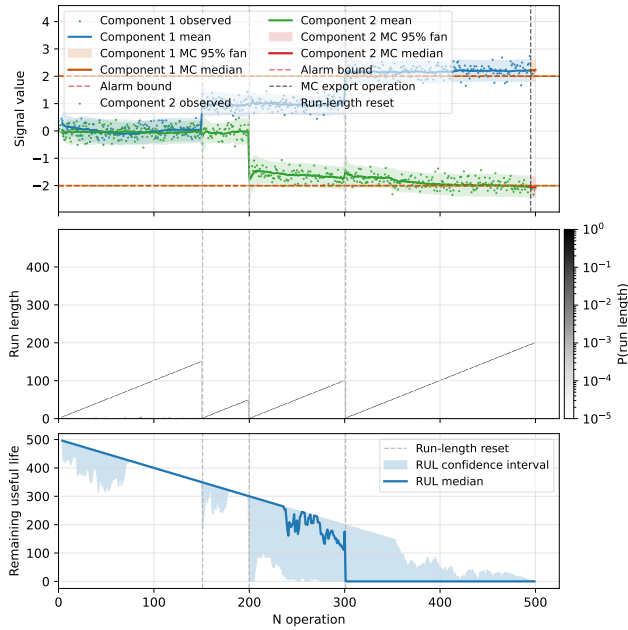 Component 1 observed
Component 1 mean
Component 1 MC 95% fan
Component 1 MC median
Alarm bound
Component 2 observed
Component 2 mean
Component 2 MC 95% fan
Component 2 MC median
Alarm bound
MC export operation
Run-length reset
Signal value
4
3
2
1
0
−1
−2
Run length
400
300
200
100
0
10^0
10^-1
10^-2
10^-3
10^-4
10^-5
P(run length)
Run-length reset
RUL confidence interval
RUL median
Remaining useful life
500
400
300
200
100
0
0 100 200 300 400 500
N operation